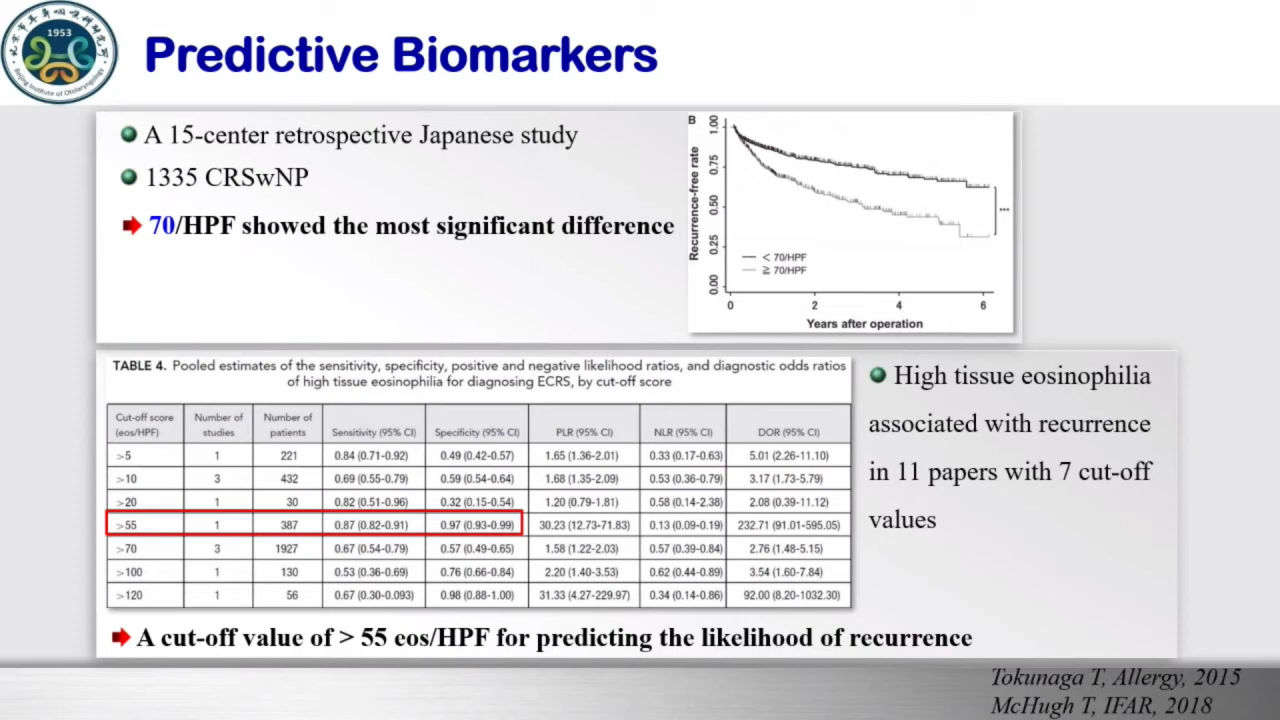 北京市耳鼻咽喉科研究所
1953
Beijing Institute of Otolaryngology
Predictive Biomarkers
A 15-center retrospective Japanese study
1335 CRSwNP
70/HPF showed the most significant difference
B
Recurrence-free rate
1.00
0.75
0.50
0.25
0.00
***
< 70/HPF
≧ 70/HPF
0 2 4 6
Years after operation
TABLE 4. Pooled estimates of the sensitivity, specificity, positive and negative likelihood ratios, and diagnostic odds ratios
of high tissue eosinophilia for diagnosing ECRS, by cut-off score
Cut-off score (eos/HPF) Number of studies Number of patients Sensitivity (95% CI) Specificity (95% CI) PLR (95% CI) NLR (95% CI) DOR (95% CI)
>5 1 221 0.84 (0.71-0.92) 0.49 (0.42-0.57) 1.65 (1.36-2.01) 0.33 (0.17-0.63) 5.01 (2.26-11.10)
>10 3 432 0.69 (0.55-0.79) 0.59 (0.54-0.64) 1.68 (1.35-2.09) 0.53 (0.36-0.79) 3.17 (1.73-5.79)
>20 1 30 0.82 (0.51-0.96) 0.32 (0.15-0.54) 1.20 (0.79-1.81) 0.58 (0.14-2.38) 2.08 (0.39-11.12)
>55 1 387 0.87 (0.82-0.91) 0.97 (0.93-0.99) 30.23 (12.73-71.83) 0.13 (0.09-0.19) 232.71 (91.01-595.05)
>70 3 1927 0.67 (0.54-0.79) 0.57 (0.49-0.65) 1.58 (1.22-2.03) 0.57 (0.39-0.84) 2.76 (1.48-5.15)
>100 1 130 0.53 (0.36-0.69) 0.76 (0.66-0.84) 2.20 (1.40-3.53) 0.62 (0.44-0.89) 3.54 (1.60-7.84)
>120 1 56 0.67 (0.30-0.093) 0.98 (0.88-1.00) 31.33 (4.27-229.97) 0.34 (0.14-0.86) 92.00 (8.20-1032.30)
High tissue eosinophilia
associated with recurrence
in 11 papers with 7 cut-off
values
A cut-off value of > 55 eos/HPF for predicting the likelihood of recurrence
Tokunaga T, Allergy, 2015
McHugh T, IFAR, 2018